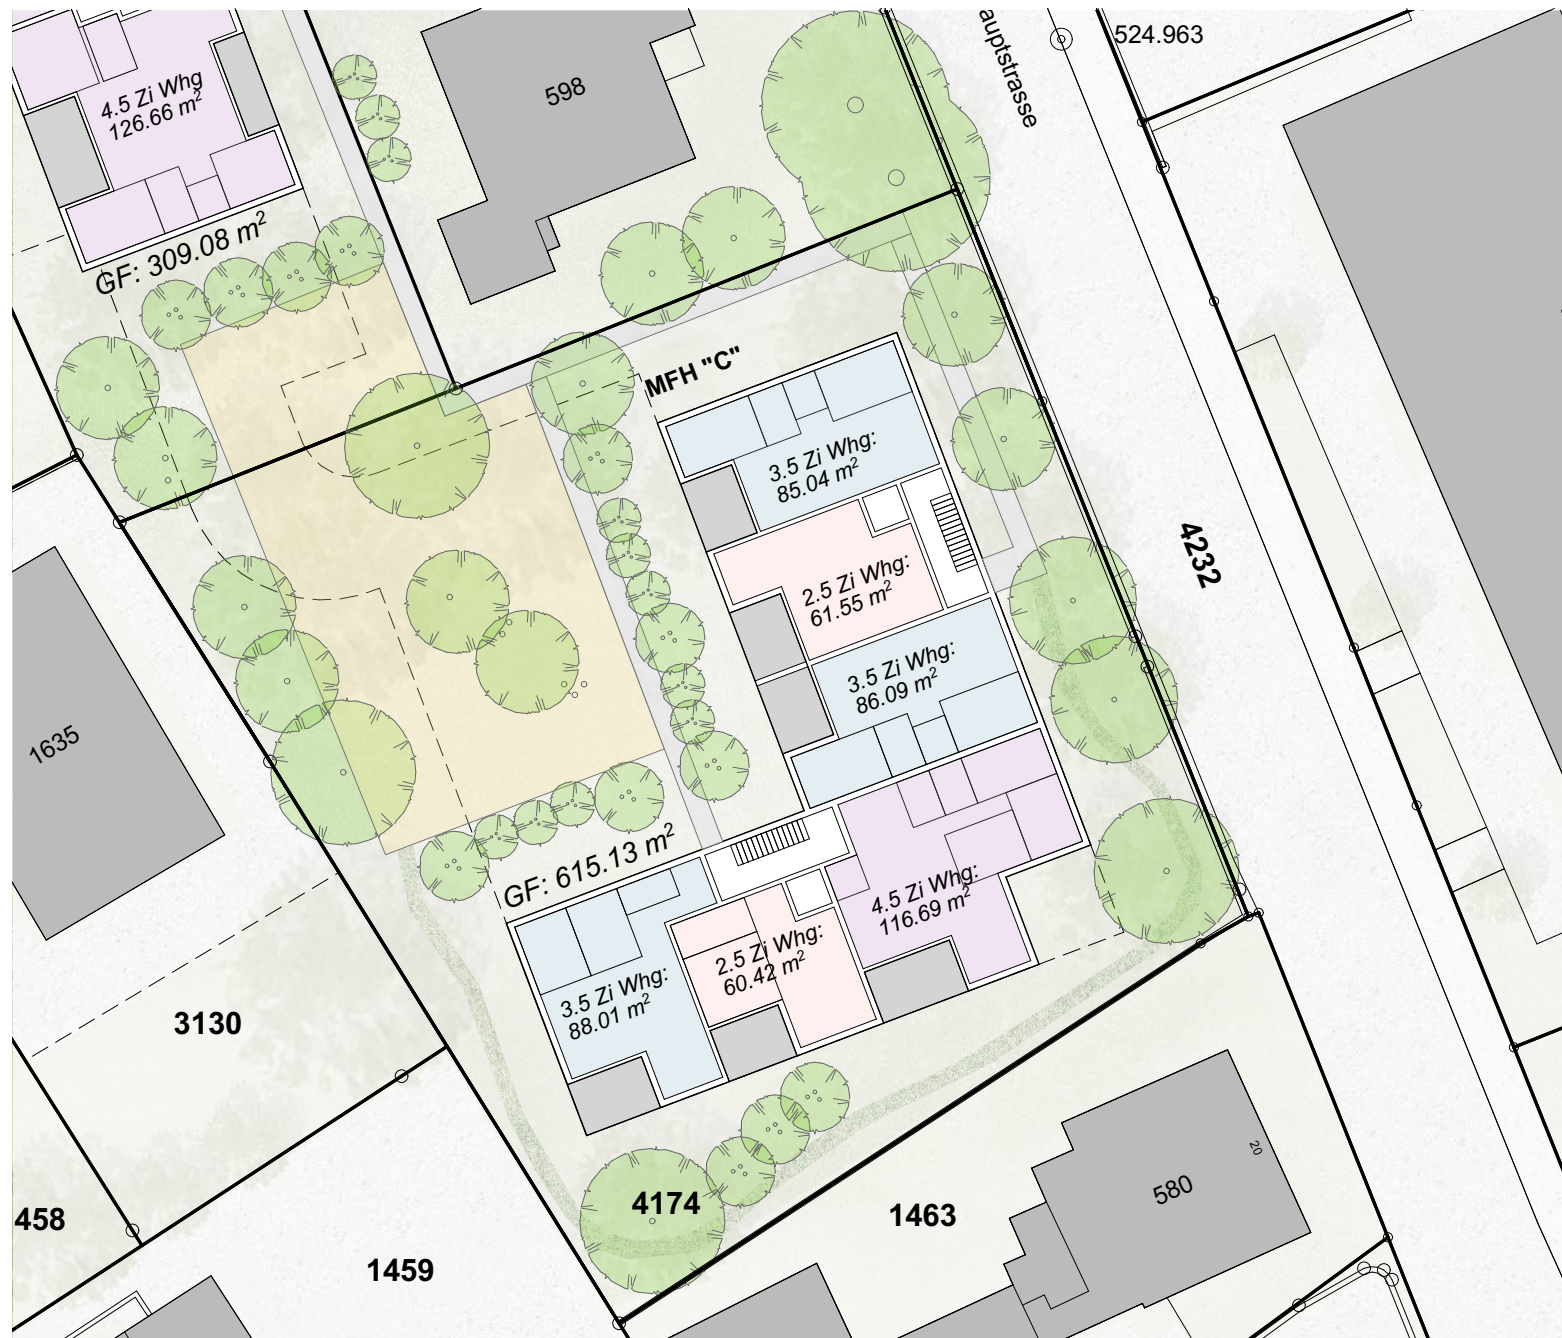 auptstrasse
524.963
4.5 Zi Whg
126.66 m²
598
GF: 309.08 m²
MFH "C"
3.5 Zi Whg:
85.04 m²
2.5 Zi Whg:
61.55 m²
4232
3.5 Zi Whg:
86.09 m²
1635
GF: 615.13 m²
4.5 Zi Whg:
116.69 m²
2.5 Zi Whg:
60.42 m²
3.5 Zi Whg:
88.01 m²
3130
20
580
4174
1463
458
1459